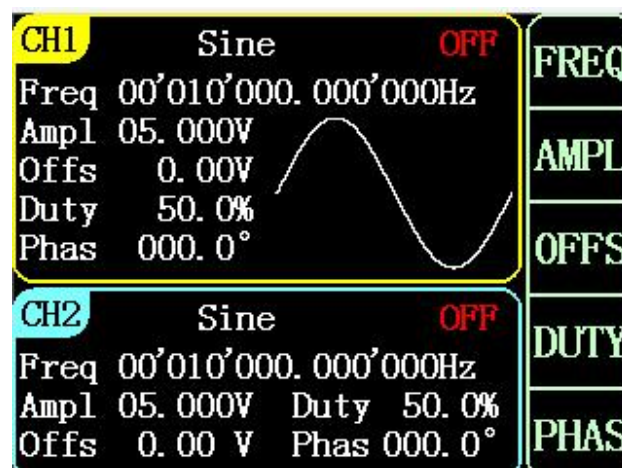 CH1 Sine OFF
Freq 00'010'000.000'000Hz
Ampl 05.000V
Offs 0.00V
Duty 50.0%
Phas 000.0°
CH2 Sine OFF
Freq 00'010'000.000'000Hz
Ampl 05.000V Duty 50.0%
Offs 0.00 V Phas 000.0°
FREQ
AMPL
OFFS
DUTY
PHAS